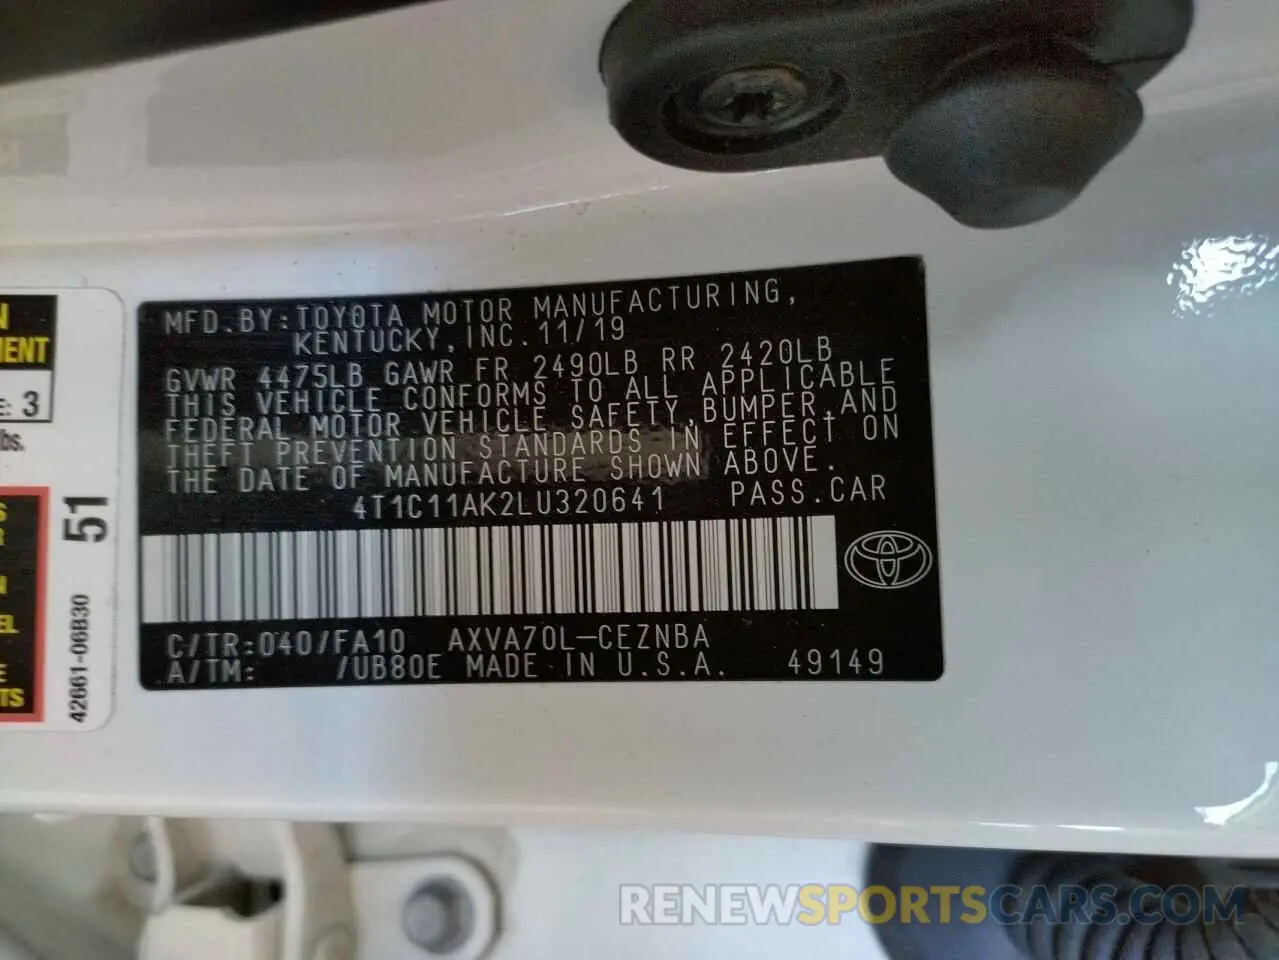 MFD.BY:TOYOTA MOTOR MANUFACTURING,
KENTUCKY,INC.11/19
GVWR 4475LB GAWR FR 2490LB RR 2420LB
THIS VEHICLE CONFORMS TO ALL APPLICABLE
FEDERAL MOTOR VEHICLE SAFETY,BUMPER,AND
THEFT PREVENTION STANDARDS IN EFFECT ON
THE DATE OF MANUFACTURE SHOWN ABOVE.
4T1C11AK2LU320641 PASS.CAR
C/TR:040/FA10 AXVA70L-CEZNBA
A/TM: /UB80E MADE IN U.S.A. 49149
E: 3
51
42661-06B30
RENEWSPORTSCARS.COM